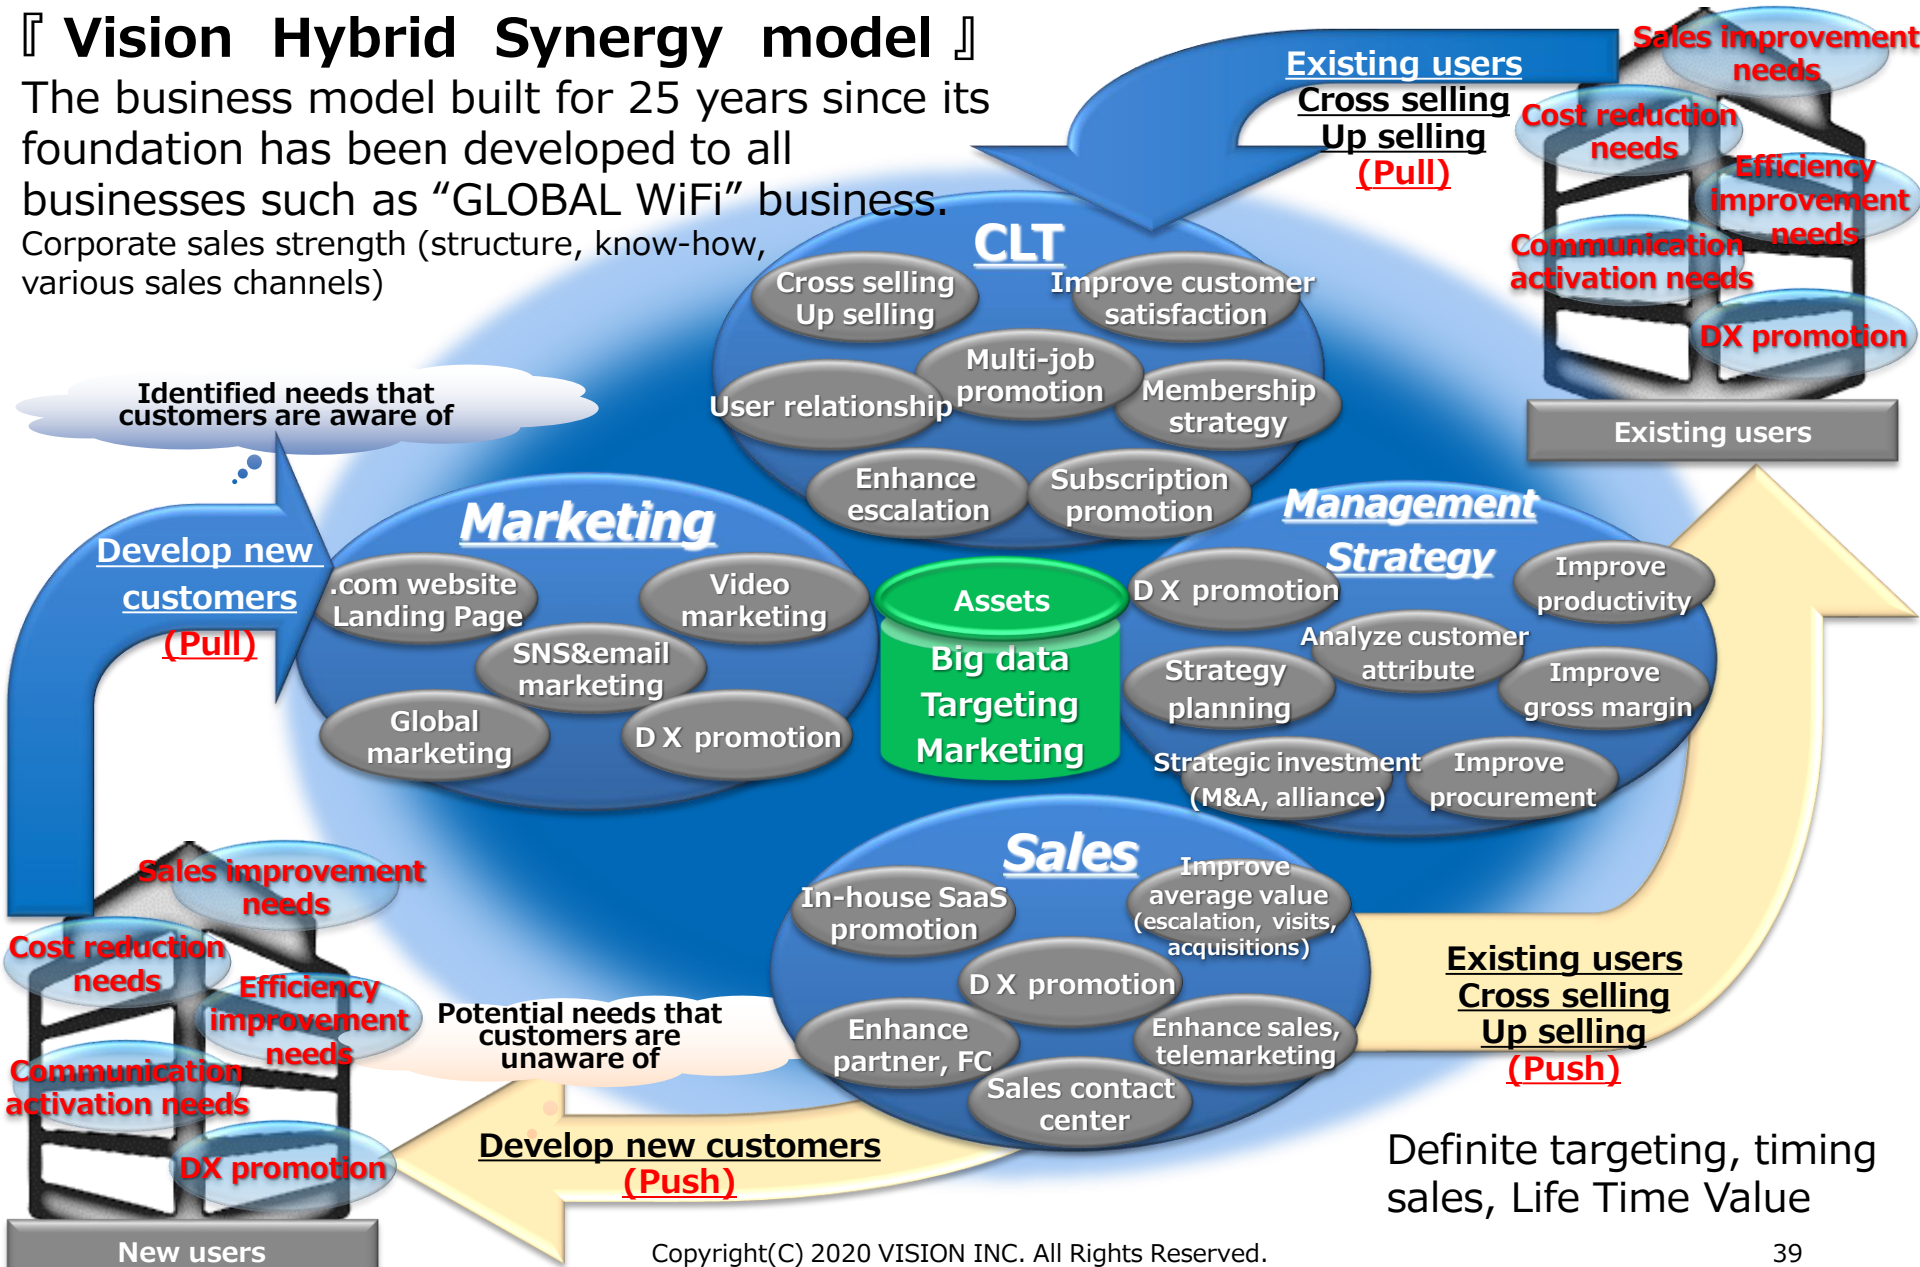 『 Vision Hybrid Synergy model 』
The business model built for 25 years since its
foundation has been developed to all
businesses such as “GLOBAL WiFi” business.
Corporate sales strength (structure, know-how,
various sales channels)
Existing users
Cross selling
Up selling
(Pull)
Sales improvement
needs
Cost reduction
needs
Efficiency
improvement
needs
Communication
activation needs
DX promotion
Existing users
CLT
Cross selling
Up selling
Improve customer
satisfaction
Multi-job
promotion
User relationship
Membership
strategy
Enhance
escalation
Subscription
promotion
Identified needs that
customers are aware of
Develop new
customers
(Pull)
Marketing
.com website
Landing Page
Video
marketing
SNS&email
marketing
Global
marketing
D X promotion
Assets
Big data
Targeting
Marketing
Management
Strategy
D X promotion
Improve
productivity
Analyze customer
attribute
Strategy
planning
Improve
gross margin
Strategic investment
(M&A, alliance)
Improve
procurement
Sales
In-house SaaS
promotion
Improve
average value
(escalation, visits,
acquisitions)
D X promotion
Enhance
partner, FC
Enhance sales,
telemarketing
Sales contact
center
Existing users
Cross selling
Up selling
(Push)
Sales improvement
needs
Cost reduction
needs
Efficiency
improvement
needs
Communication
activation needs
DX promotion
New users
Potential needs that
customers are
unaware of
Develop new customers
(Push)
Definite targeting, timing
sales, Life Time Value
Copyright(C) 2020 VISION INC. All Rights Reserved.
39